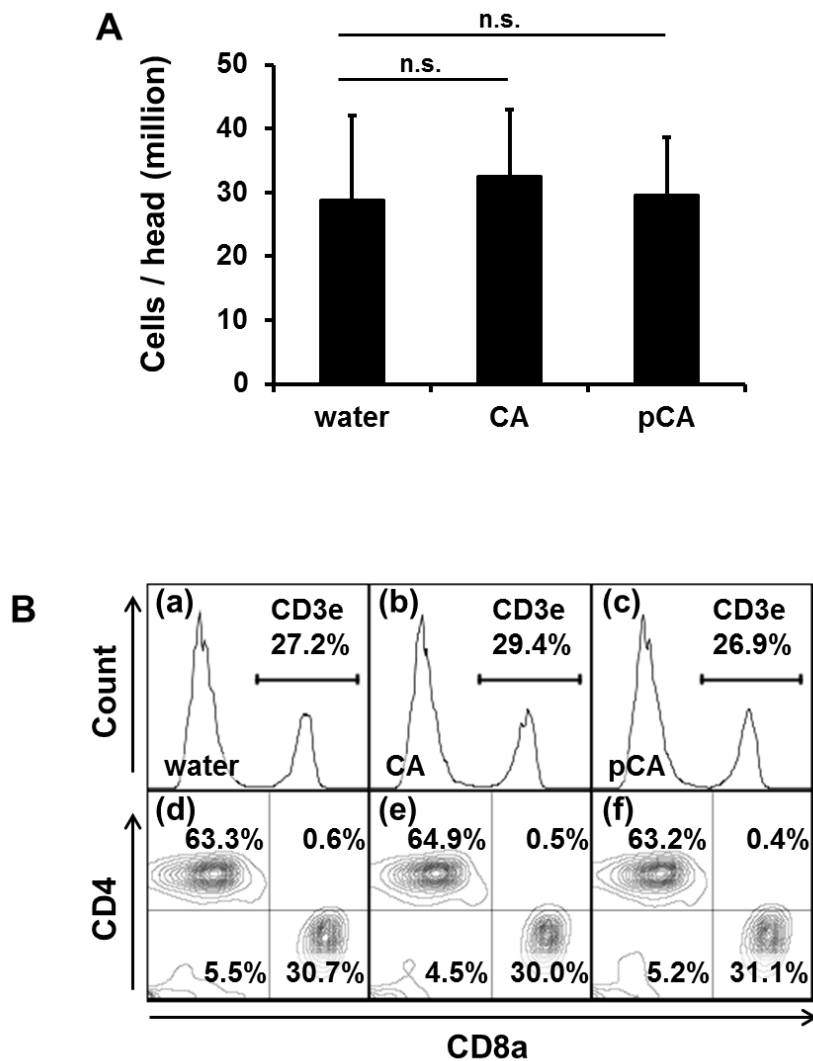 A
n.s.
n.s.
50
40
30
20
10
0
Cells / head (million)
water CA pCA
B
(a) (b) (c)
CD3e CD3e CD3e
27.2% 29.4% 26.9%
Count
water CA pCA
(d) (e) (f)
63.3% 0.6% 64.9% 0.5% 63.2% 0.4%
CD4
5.5% 30.7% 4.5% 30.0% 5.2% 31.1%
CD8a